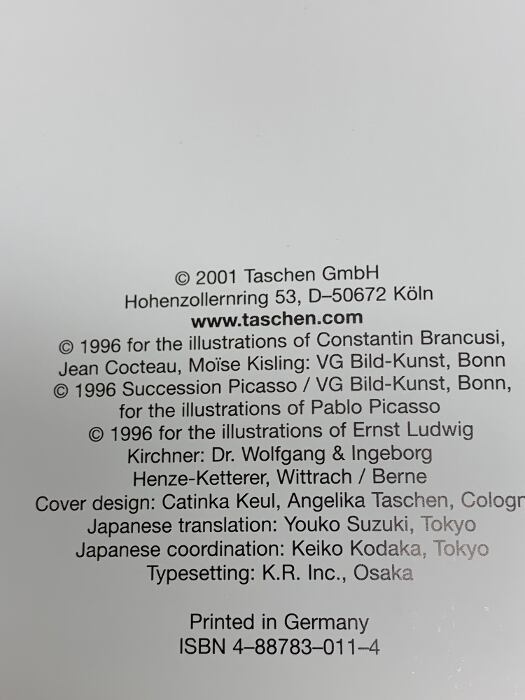 © 2001 Taschen GmbH
Hohenzollernring 53, D–50672 Köln
www.taschen.com
© 1996 for the illustrations of Constantin Brancusi,
Jean Cocteau, Moïse Kisling: VG Bild-Kunst, Bonn
© 1996 Succession Picasso / VG Bild-Kunst, Bonn,
for the illustrations of Pablo Picasso
© 1996 for the illustrations of Ernst Ludwig
Kirchner: Dr. Wolfgang & Ingeborg
Henze-Ketterer, Wittrach / Berne
Cover design: Catinka Keul, Angelika Taschen, Cologn
Japanese translation: Youko Suzuki, Tokyo
Japanese coordination: Keiko Kodaka, Tokyo
Typesetting: K.R. Inc., Osaka
Printed in Germany
ISBN 4–88783–011–4